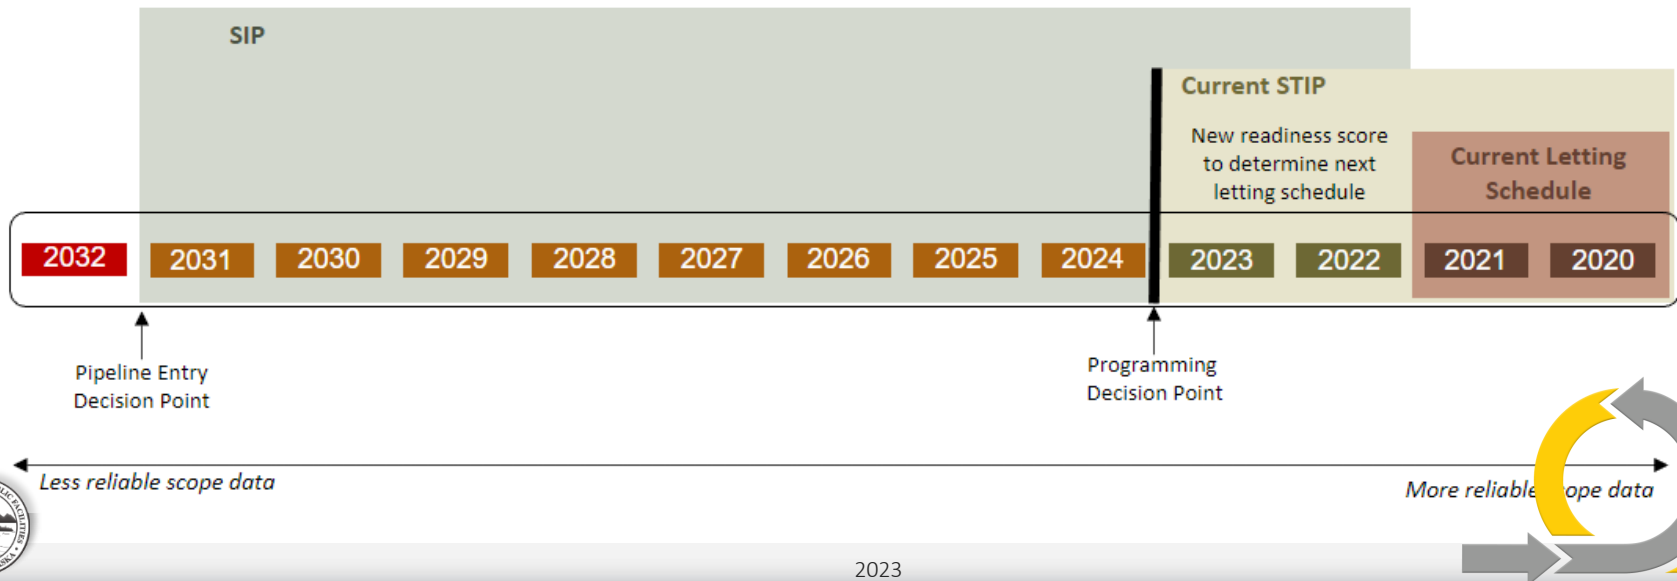 SIP
Current STIP
New readiness score
to determine next
letting schedule
Current Letting
Schedule
2032 2031 2030 2029 2028 2027 2026 2025 2024 2023 2022 2021 2020
Pipeline Entry
Decision Point
Programming
Decision Point
Less reliable scope data
More reliable ope data
2023